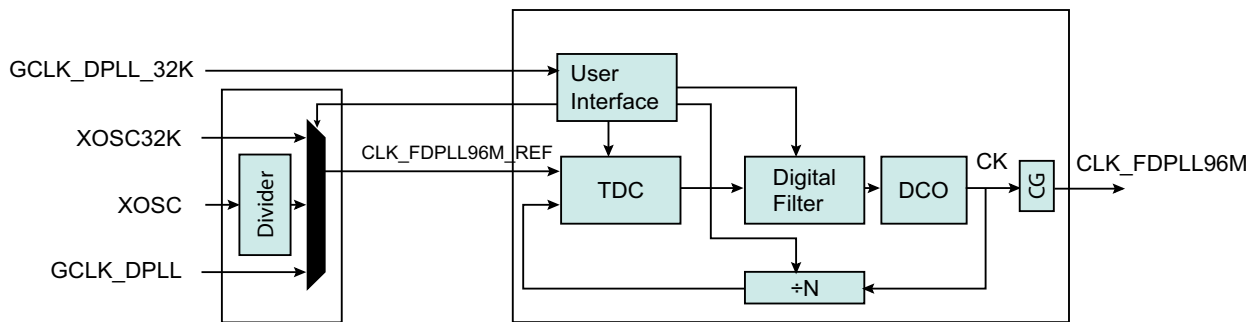 GCLK_DPLL_32K
User
Interface
XOSC32K
CLK_FDPLL96M_REF
CK
CLK_FDPLL96M
TDC
Digital
Filter
DCO
CG
XOSC
Divider
GCLK_DPLL
÷N